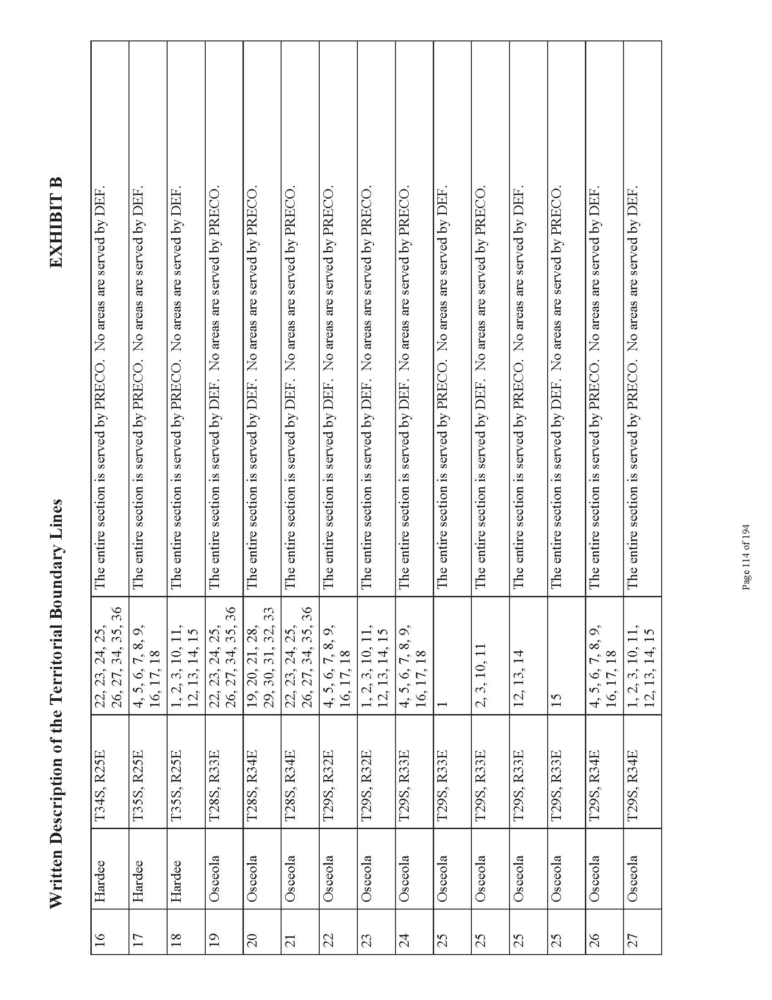 Written Description of the Territorial Boundary Lines EXHIBIT B
16 Hardee T34S, R25E 22, 23, 24, 25, The entire section is served by PRECO. No areas are served by DEF.
26, 27, 34, 35, 36
17 Hardee T35S, R25E 4, 5, 6, 7, 8, 9, The entire section is served by PRECO. No areas are served by DEF.
16, 17, 18
18 Hardee T35S, R25E 1, 2, 3, 10, 11, The entire section is served by PRECO. No areas are served by DEF.
12, 13, 14, 15
19 Osceola T28S, R33E 22, 23, 24, 25, The entire section is served by DEF. No areas are served by PRECO.
26, 27, 34, 35, 36
20 Osceola T28S, R34E 19, 20, 21, 28, The entire section is served by DEF. No areas are served by PRECO.
29, 30, 31, 32, 33
21 Osceola T28S, R34E 22, 23, 24, 25, The entire section is served by DEF. No areas are served by PRECO.
26, 27, 34, 35, 36
22 Osceola T29S, R32E 4, 5, 6, 7, 8, 9, The entire section is served by DEF. No areas are served by PRECO.
16, 17, 18
23 Osceola T29S, R32E 1, 2, 3, 10, 11, The entire section is served by DEF. No areas are served by PRECO.
12, 13, 14, 15
24 Osceola T29S, R33E 4, 5, 6, 7, 8, 9, The entire section is served by DEF. No areas are served by PRECO.
16, 17, 18
25 Osceola T29S, R33E 1 The entire section is served by PRECO. No areas are served by DEF.
25 Osceola T29S, R33E 2, 3, 10, 11 The entire section is served by DEF. No areas are served by PRECO.
25 Osceola T29S, R33E 12, 13, 14 The entire section is served by PRECO. No areas are served by DEF.
25 Osceola T29S, R33E 15 The entire section is served by DEF. No areas are served by PRECO.
26 Osceola T29S, R34E 4, 5, 6, 7, 8, 9, The entire section is served by PRECO. No areas are served by DEF.
16, 17, 18
27 Osceola T29S, R34E 1, 2, 3, 10, 11, The entire section is served by PRECO. No areas are served by DEF.
12, 13, 14, 15
Page 114 of 194